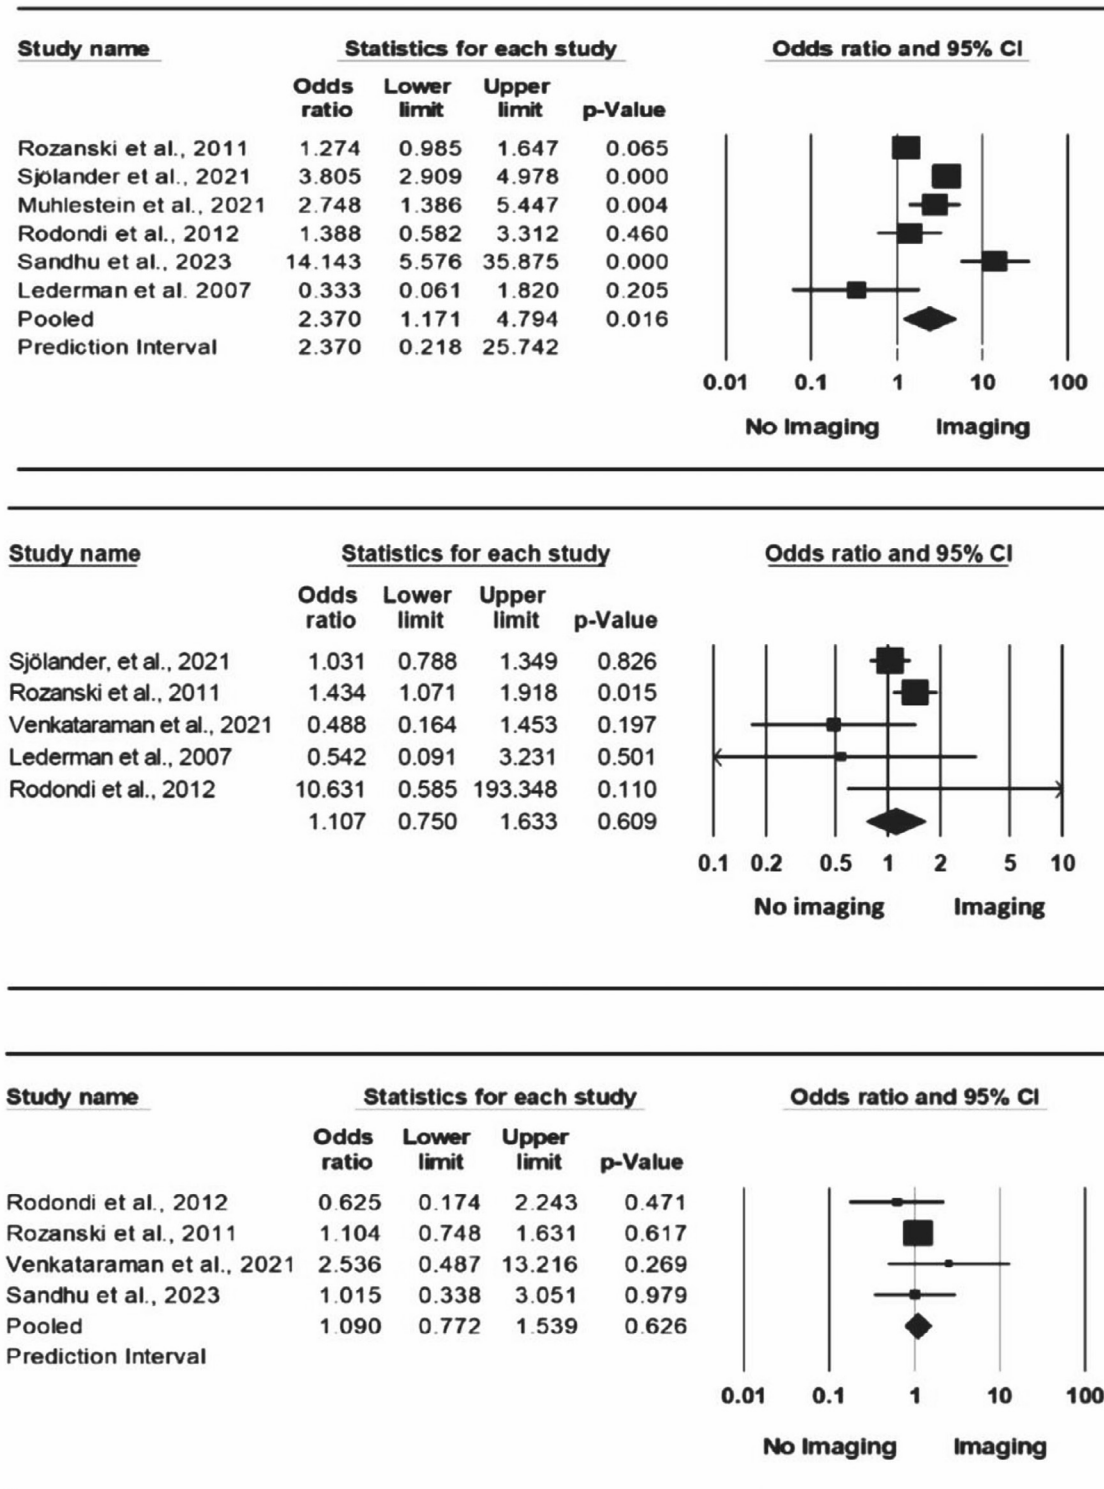 Study name Statistics for each study Odds ratio and 95% CI
Odds ratio Lower limit Upper limit p-Value
Rozanski et al., 2011 1.274 0.985 1.647 0.065
Sjölander et al., 2021 3.805 2.909 4.978 0.000
Muhlestein et al., 2021 2.748 1.386 5.447 0.004
Rodondi et al., 2012 1.388 0.582 3.312 0.460
Sandhu et al., 2023 14.143 5.576 35.875 0.000
Lederman et al. 2007 0.333 0.061 1.820 0.205
Pooled 2.370 1.171 4.794 0.016
Prediction Interval 2.370 0.218 25.742
0.01 0.1 1 10 100
No Imaging Imaging
Study name Statistics for each study Odds ratio and 95% CI
Odds ratio Lower limit Upper limit p-Value
Sjölander, et al., 2021 1.031 0.788 1.349 0.826
Rozanski et al., 2011 1.434 1.071 1.918 0.015
Venkataraman et al., 2021 0.488 0.164 1.453 0.197
Lederman et al., 2007 0.542 0.091 3.231 0.501
Rodondi et al., 2012 10.631 0.585 193.348 0.110
1.107 0.750 1.633 0.609
0.1 0.2 0.5 1 2 5 10
No imaging Imaging
Study name Statistics for each study Odds ratio and 95% CI
Odds ratio Lower limit Upper limit p-Value
Rodondi et al., 2012 0.625 0.174 2.243 0.471
Rozanski et al., 2011 1.104 0.748 1.631 0.617
Venkataraman et al., 2021 2.536 0.487 13.216 0.269
Sandhu et al., 2023 1.015 0.338 3.051 0.979
Pooled 1.090 0.772 1.539 0.626
Prediction Interval
0.01 0.1 1 10 100
No Imaging Imaging